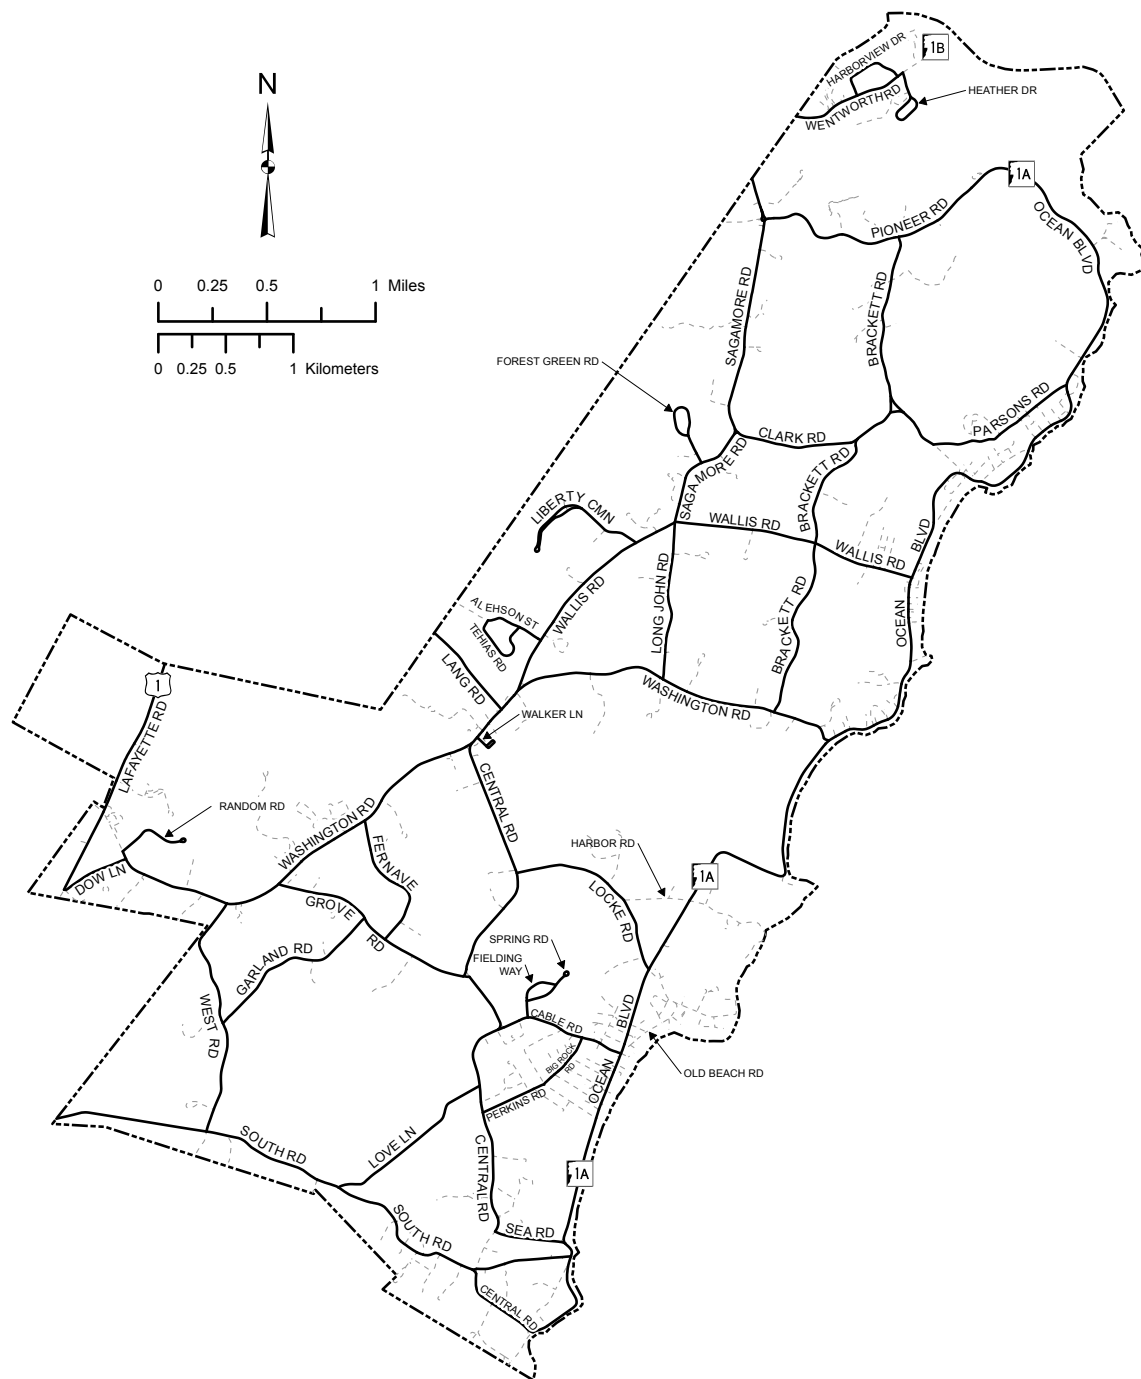 HARBORVIEW DR
1B
WENTWORTH RD
HEATHER DR
N
1A
PIONEER RD
OCEAN BLVD
0 0.25 0.5 1 Miles
0 0.25 0.5 1 Kilometers
SAGAMORE RD
BRACKETT RD
FOREST GREEN RD
PARSONS RD
CLARK RD
SAGAMORE RD
BRACKETT RD
LIBERTY CMN
WALLIS RD
WALLIS RD
BLVD
OCEAN
WALLIS RD
LONG JOHN RD
BRACKETT RD
ALEHSON ST
TEHIAS RD
LANG RD
WASHINGTON RD
1
LAFAYETTE RD
WALKER LN
CENTRAL RD
RANDOM RD
WASHINGTON RD
FERN AVE
HARBOR RD
DOW LN
1A
LOCKE RD
GROVE
RD
GARLAND RD
SPRING RD
FIELDING
WAY
WEST RD
CABLE RD
BLVD
OCEAN
BIG ROCK
RD
OLD BEACH RD
PERKINS RD
SOUTH RD
LOVE LN
CENTRAL RD
1A
SOUTH RD
SEA RD
CENTRAL RD